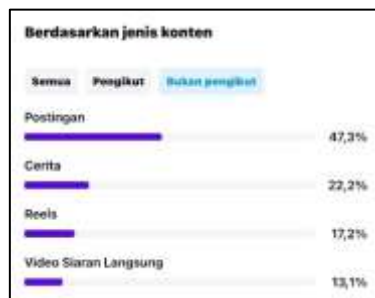 Berdasarkan jenis konten
Semua Pengikut Bukan pengikut
Postingan
47,3%
Cerita
22,2%
Reels
17,2%
Video Siaran Langsung
13,1%